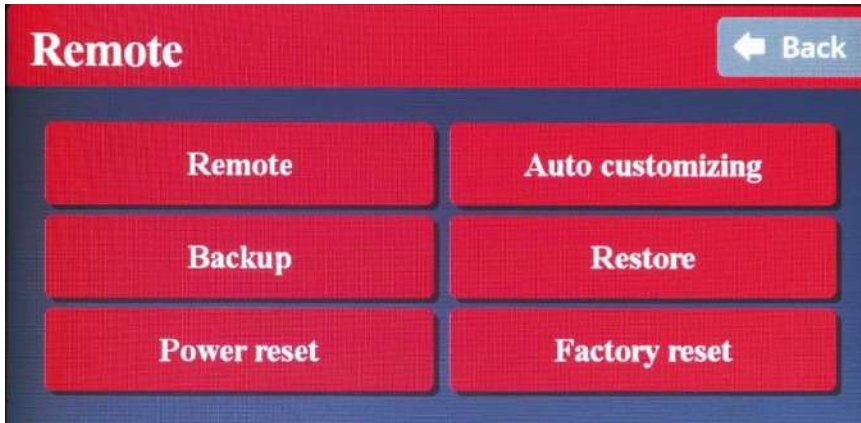 Remote
Back
Remote
Auto customizing
Backup
Restore
Power reset
Factory reset